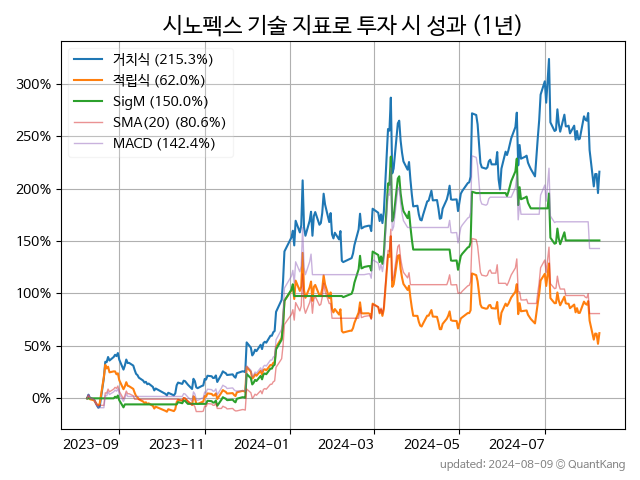 시노펙스 기술 지표로 투자 시 성과 (1년)
거치식 (215.3%)
적립식 (62.0%)
SigM (150.0%)
SMA(20) (80.6%)
MACD (142.4%)
300%
250%
200%
150%
100%
50%
0%
2023-09 2023-11 2024-01 2024-03 2024-05 2024-07
updated: 2024-08-09 © QuantKang